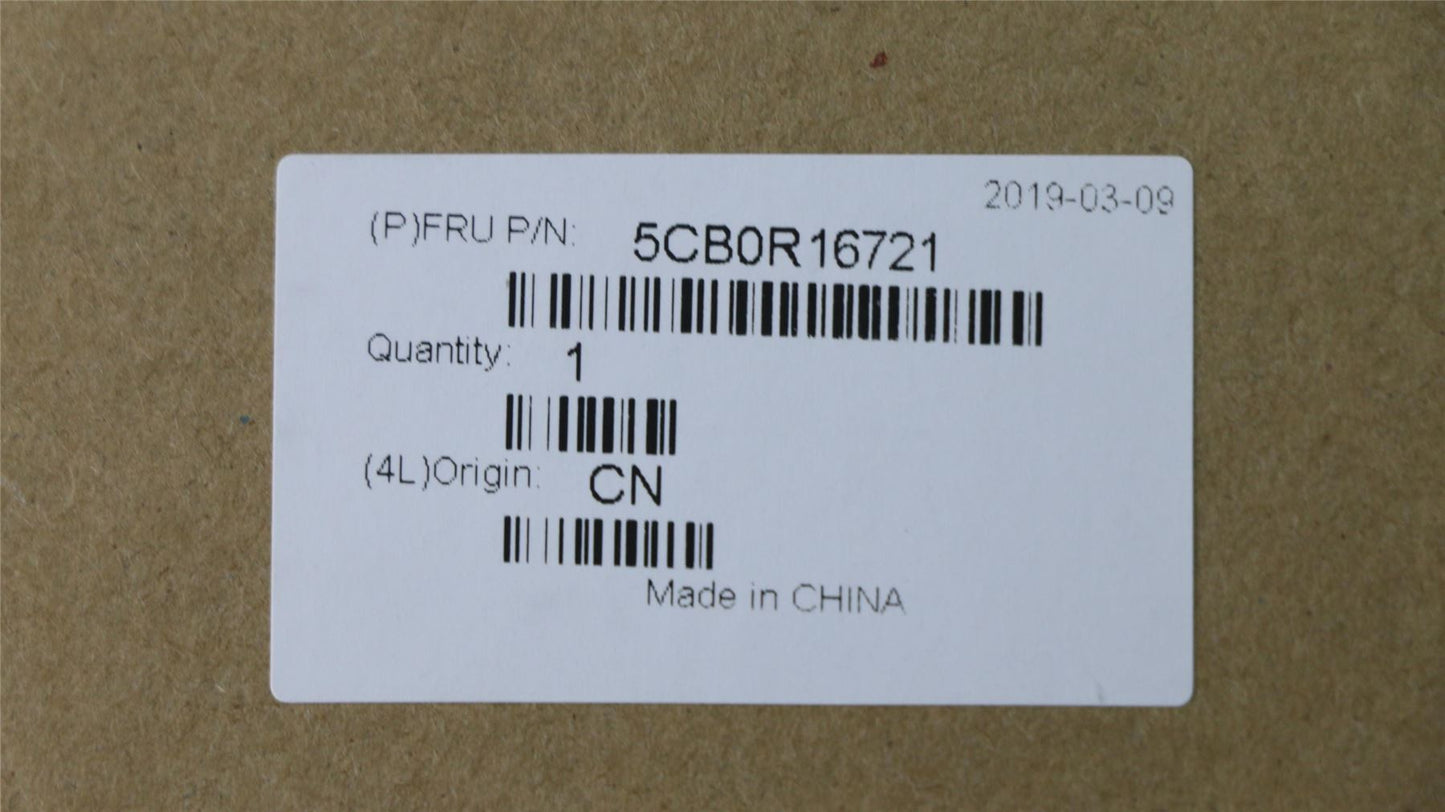 2019-03-09
(P)FRU P/N: 5CB0R16721
Quantity: 1
(4L)Origin: CN
Made in CHINA